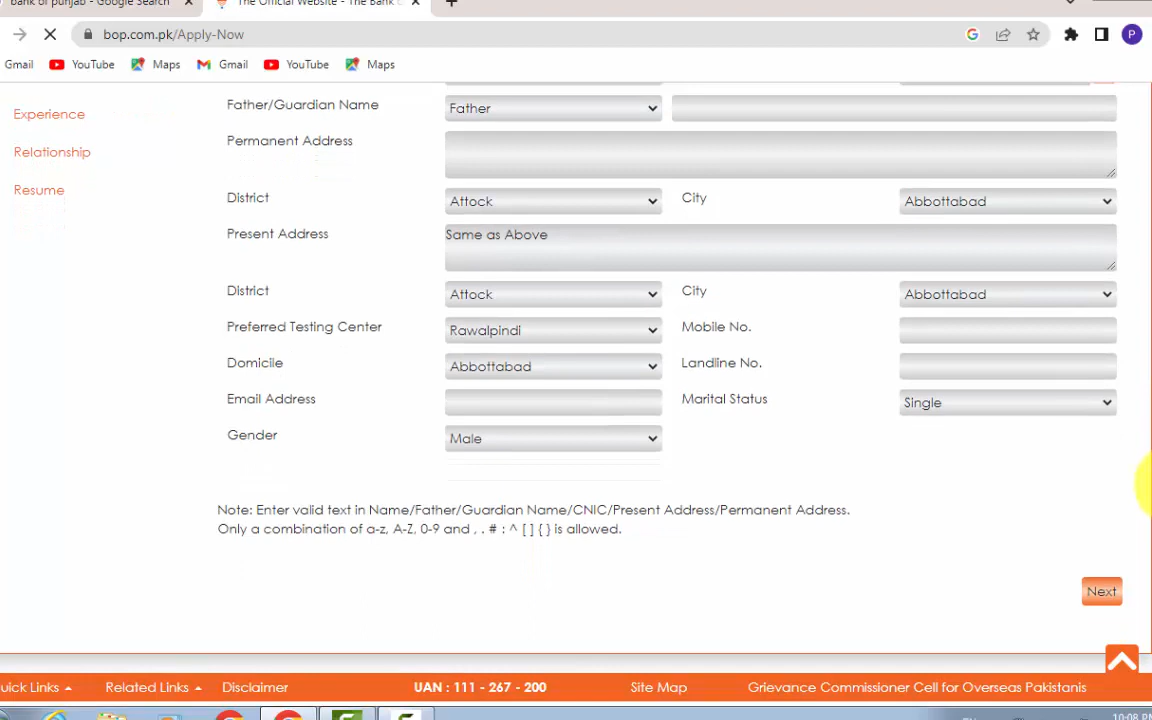 bank of punjab - Google Search
The Official Website - The Bank o
bop.com.pk/Apply-Now
P
Gmail YouTube Maps Gmail YouTube Maps
Experience
Relationship
Resume
Father/Guardian Name Father
Permanent Address
District Attock City Abbottabad
Present Address Same as Above
District Attock City Abbottabad
Preferred Testing Center Rawalpindi Mobile No.
Domicile Abbottabad Landline No.
Email Address Marital Status Single
Gender Male
Note: Enter valid text in Name/Father/Guardian Name/CNIC/Present Address/Permanent Address.
Only a combination of a-z, A-Z, 0-9 and , . # : ^ [ ] { } is allowed.
Next
uick Links Related Links Disclaimer UAN : 111 - 267 - 200 Site Map Grievance Commissioner Cell for Overseas Pakistanis
10:08 PM